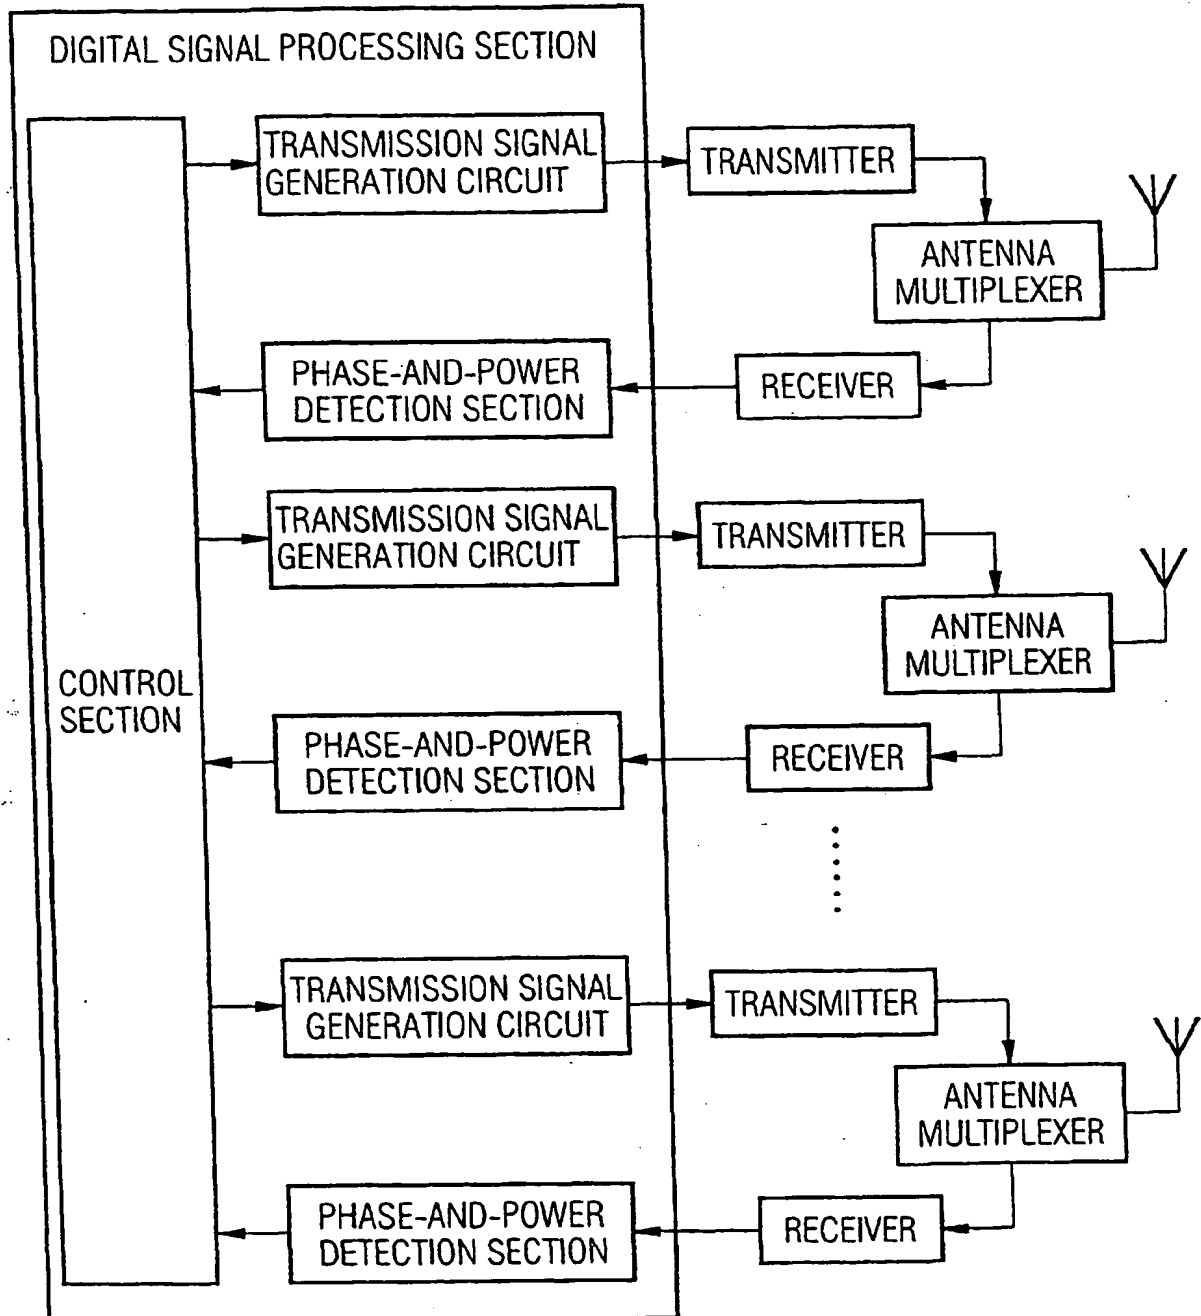 DIGITAL SIGNAL PROCESSING SECTION
TRANSMISSION SIGNAL
GENERATION CIRCUIT
TRANSMITTER
ANTENNA
MULTIPLEXER
PHASE-AND-POWER
DETECTION SECTION
RECEIVER
TRANSMISSION SIGNAL
GENERATION CIRCUIT
TRANSMITTER
ANTENNA
MULTIPLEXER
CONTROL
SECTION
PHASE-AND-POWER
DETECTION SECTION
RECEIVER
TRANSMISSION SIGNAL
GENERATION CIRCUIT
TRANSMITTER
ANTENNA
MULTIPLEXER
PHASE-AND-POWER
DETECTION SECTION
RECEIVER